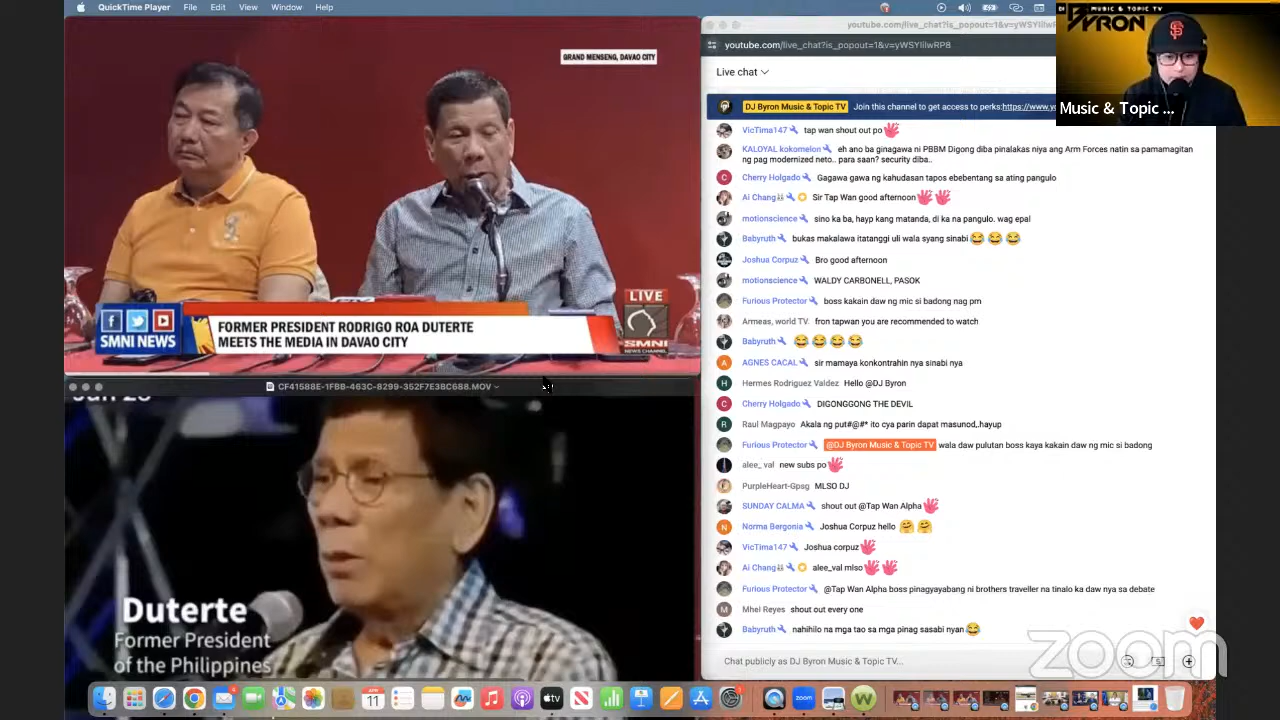 QuickTime Player File Edit View Window Help
GRAND MENSENG, DAVAO CITY
SMNI NEWS
FORMER PRESIDENT RODRIGO ROA DUTERTE
MEETS THE MEDIA IN DAVAO CITY
LIVE
SMNI
NEWS CHANNEL
CF41588E-1FBB-463C-8299-352F7E3BC688.MOV
Duterte
Former President
of the Philippines
youtube.com/live_chat?is_popout=1&v=yWSYIilwRP8
Live chat
DJ Byron Music & Topic TV Join this channel to get access to perks:
VicTima147 tap wan shout out po
KALOYAL kokomelon eh ano ba ginagawa ni PBBM Digong diba pinalakas niya ang Arm Forces natin sa pamamagitan
ng pag modernized neto.. para saan? security diba..
Cherry Holgado Gagawa gawa ng kahudasan tapos ebebentang sa ating pangulo
Ai Chang Sir Tap Wan good afternoon
motionscience sino ka ba, hayp kang matanda, di ka na pangulo. wag epal
Babyruth bukas makalawa itatanggi uli wala syang sinabi😂😂😂
Joshua Corpuz Bro good afternoon
motionscience WALDY CARBONELL, PASOK
Furious Protector boss kakain daw ng mic si badong nag pm
Armeas, world TV. fron tapwan you are recommended to watch
Babyruth 😂😂😂😂
AGNES CACAL sir mamaya konkontrahin nya sinabi nya
Hermes Rodriguez Valdez Hello @DJ Byron
Cherry Holgado DIGONGGONG THE DEVIL
Raul Magpayo Akala ng put#@#* ito cya parin dapat masunod,.hayup
Furious Protector @DJ Byron Music & Topic TV wala daw pulutan boss kaya kakain daw ng mic si badong
alee_ val new subs po
PurpleHeart-Gpsg MLSO DJ
SUNDAY CALMA shout out @Tap Wan Alpha
Norma Bergonia Joshua Corpuz hello 🤗🤗
VicTima147 Joshua corpuz
Ai Chang alee_val mlso
Furious Protector @Tap Wan Alpha boss pinagyayabang ni brothers traveller na tinalo ka daw nya sa debate
Mhei Reyes shout out every one
Babyruth nahihilo na mga tao sa mga pinag sasabi nyan😂
Chat publicly as DJ Byron Music & Topic TV...
MUSIC & TOPIC TV
BYRON
Music & Topic ...
zoom
APR
11
tv
zoom